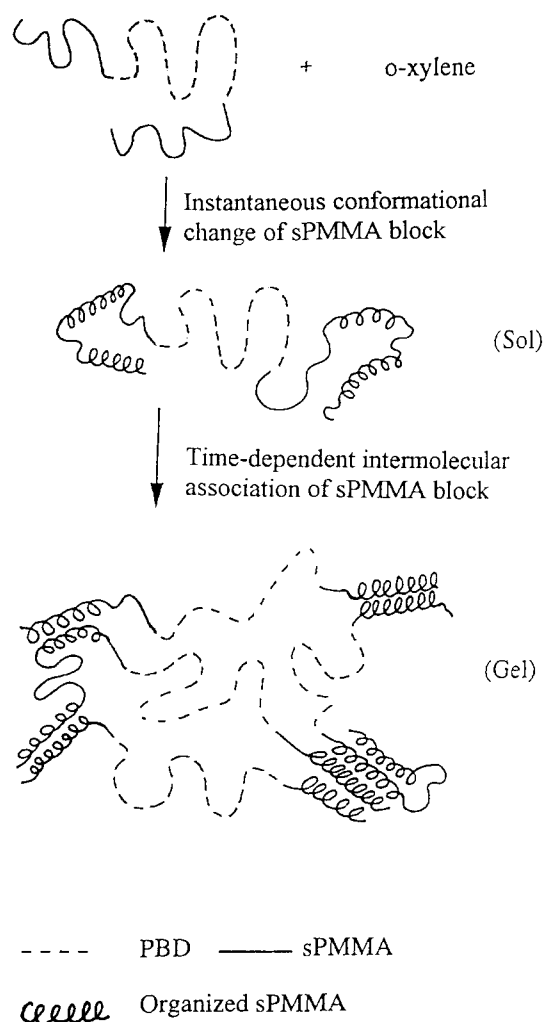 + o-xylene
Instantaneous conformational
change of sPMMA block
(Sol)
Time-dependent intermolecular
association of sPMMA block
(Gel)
PBD sPMMA
Organized sPMMA